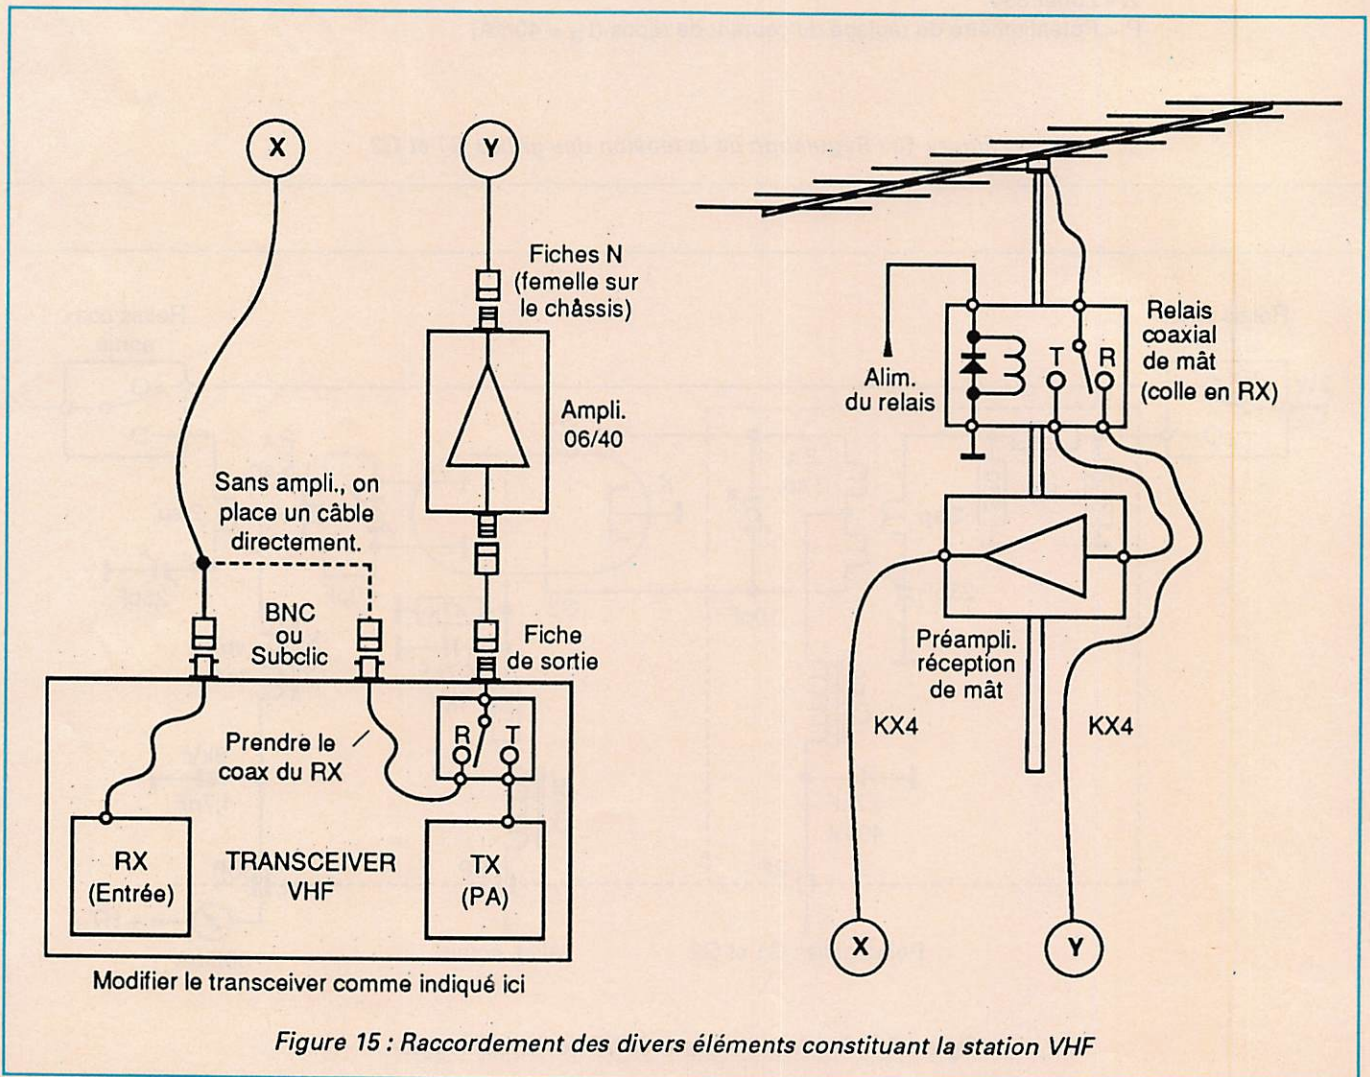 X
Y
Fiches N
(femelle sur
le châssis)
Ampli.
06/40
Sans ampli., on
place un câble
directement.
BNC
ou
Subclic
Fiche
de sortie
Prendre le
coax du RX
R
T
RX
(Entrée)
TRANSCEIVER
VHF
TX
(PA)
Modifier le transceiver comme indiqué ici
Alim.
du relais
T
R
Relais
coaxial
de mât
(colle en RX)
Préampli.
réception
de mât
KX4
KX4
X
Y
Figure 15 : Raccordement des divers éléments constituant la station VHF